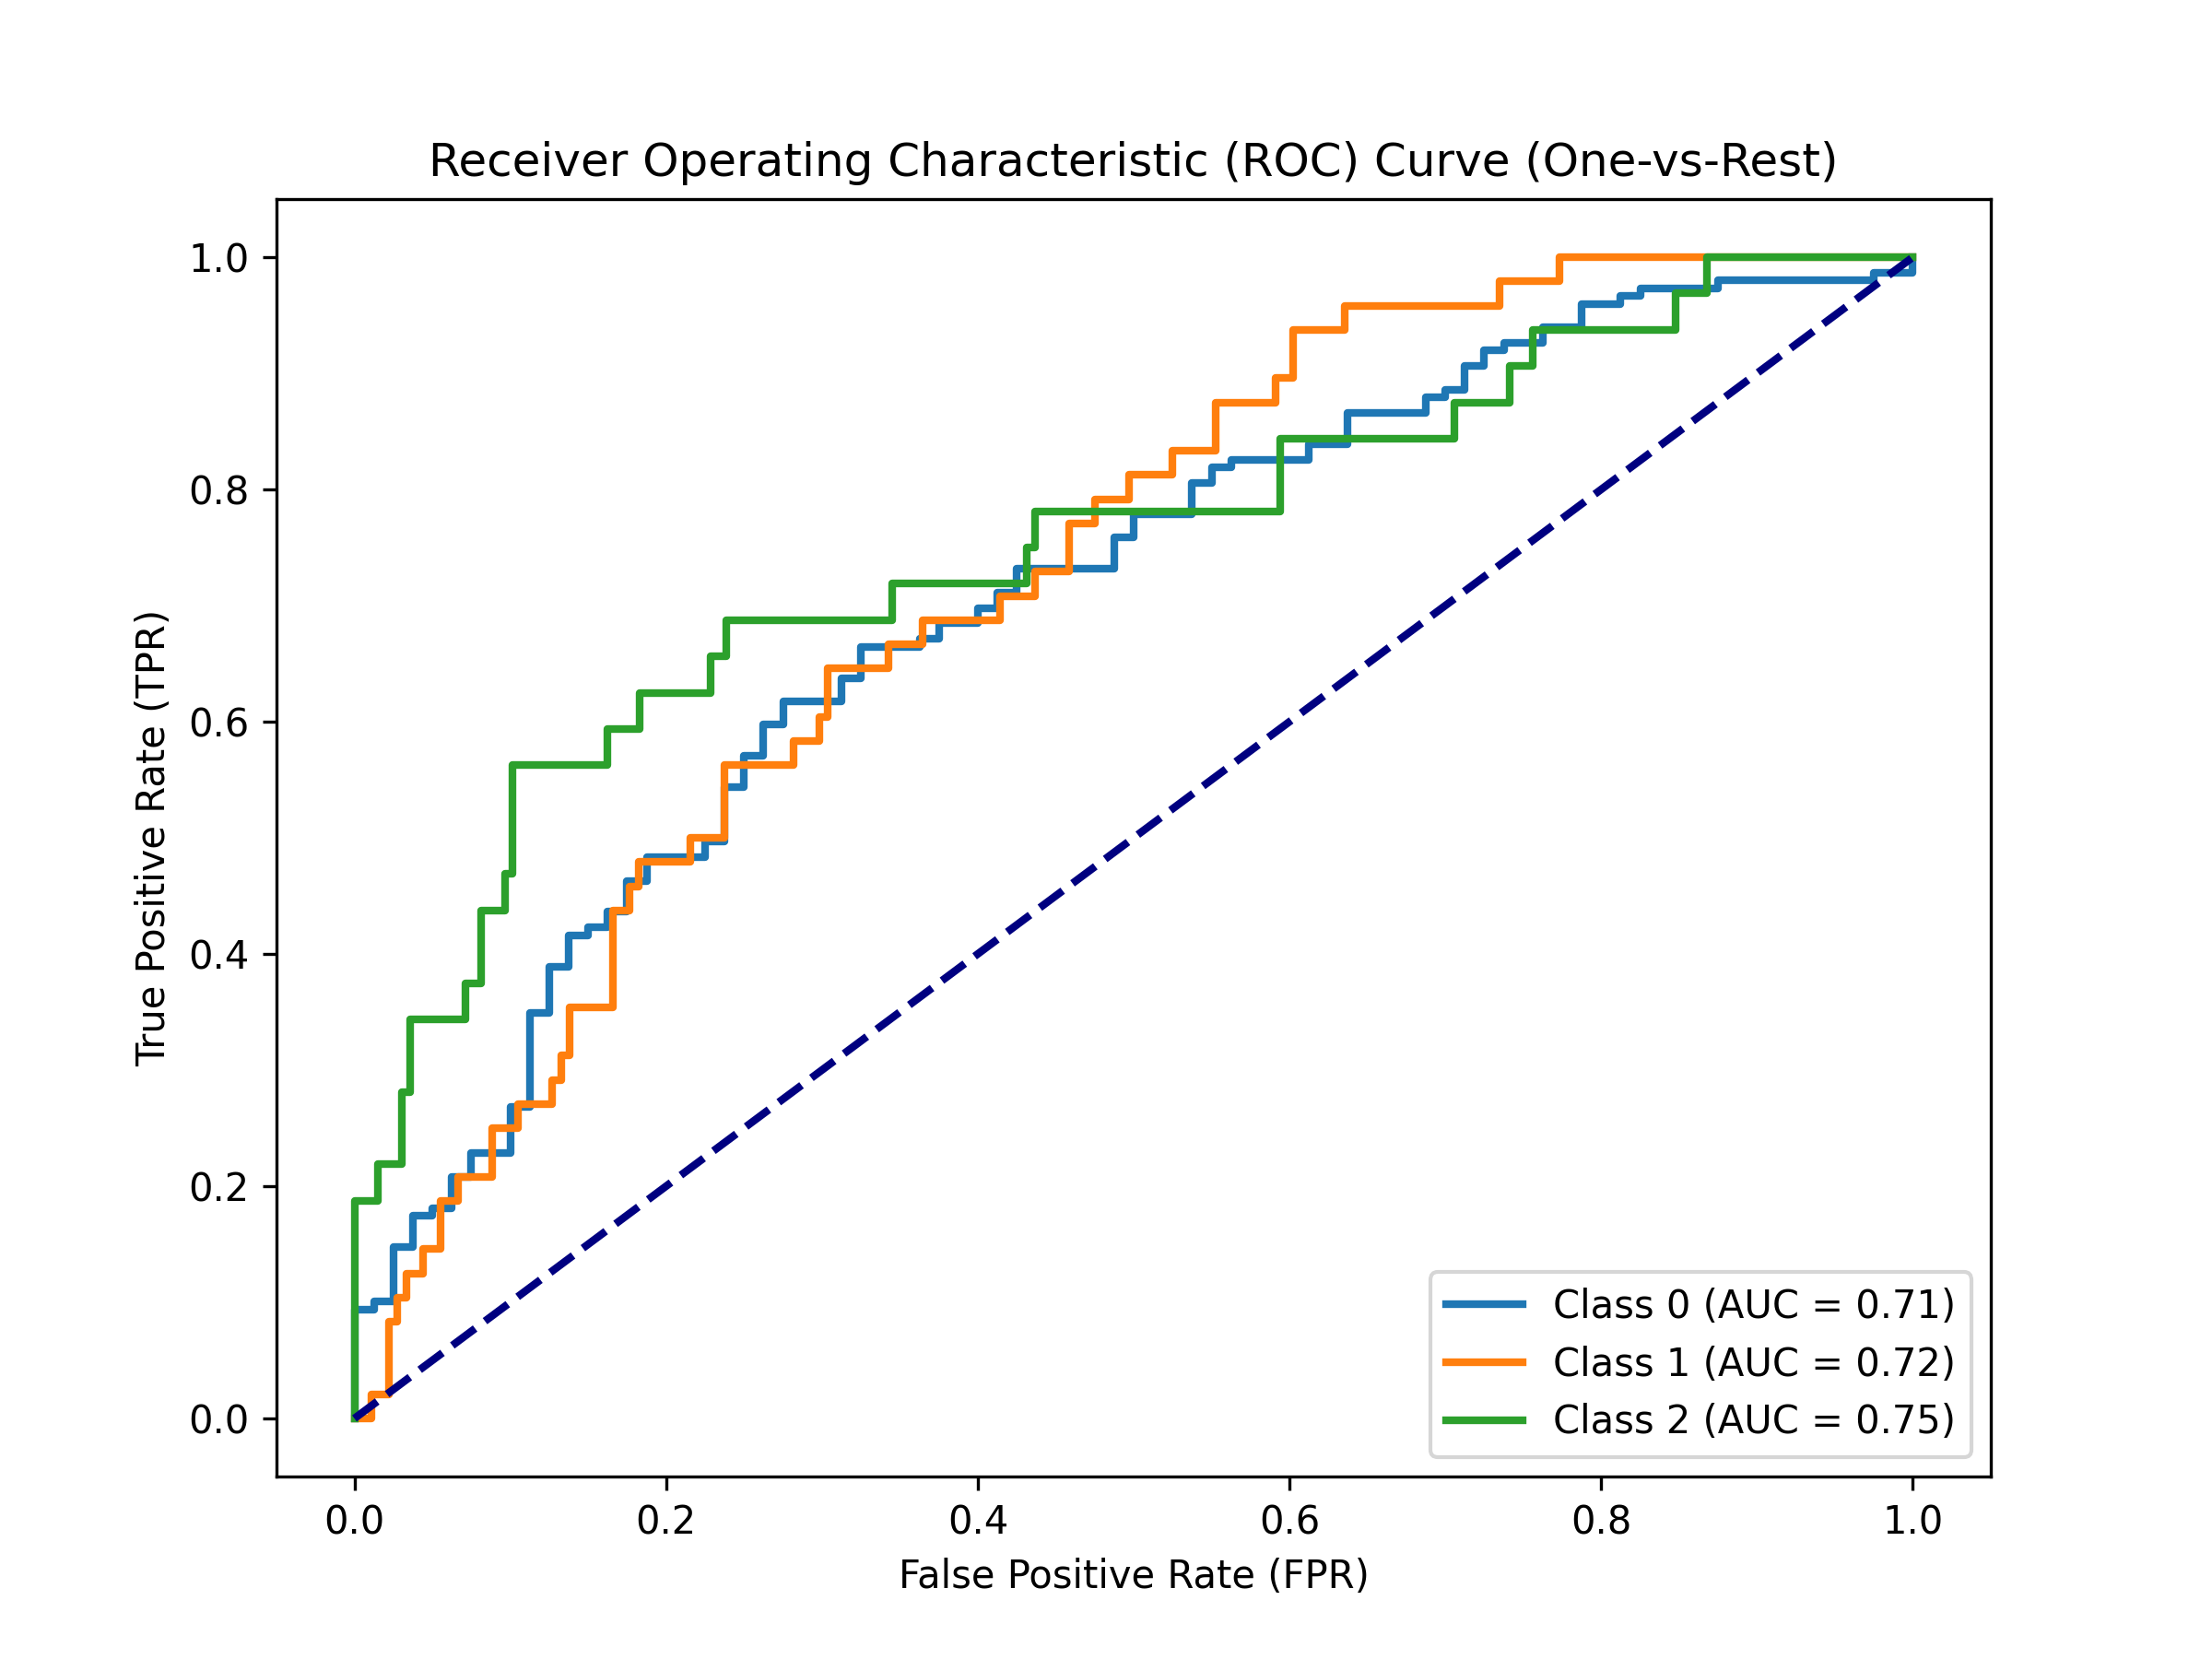 Receiver Operating Characteristic (ROC) Curve (One-vs-Rest)
1.0
0.8
0.6
0.4
0.2
0.0
True Positive Rate (TPR)
0.0 0.2 0.4 0.6 0.8 1.0
False Positive Rate (FPR)
Class 0 (AUC = 0.71)
Class 1 (AUC = 0.72)
Class 2 (AUC = 0.75)